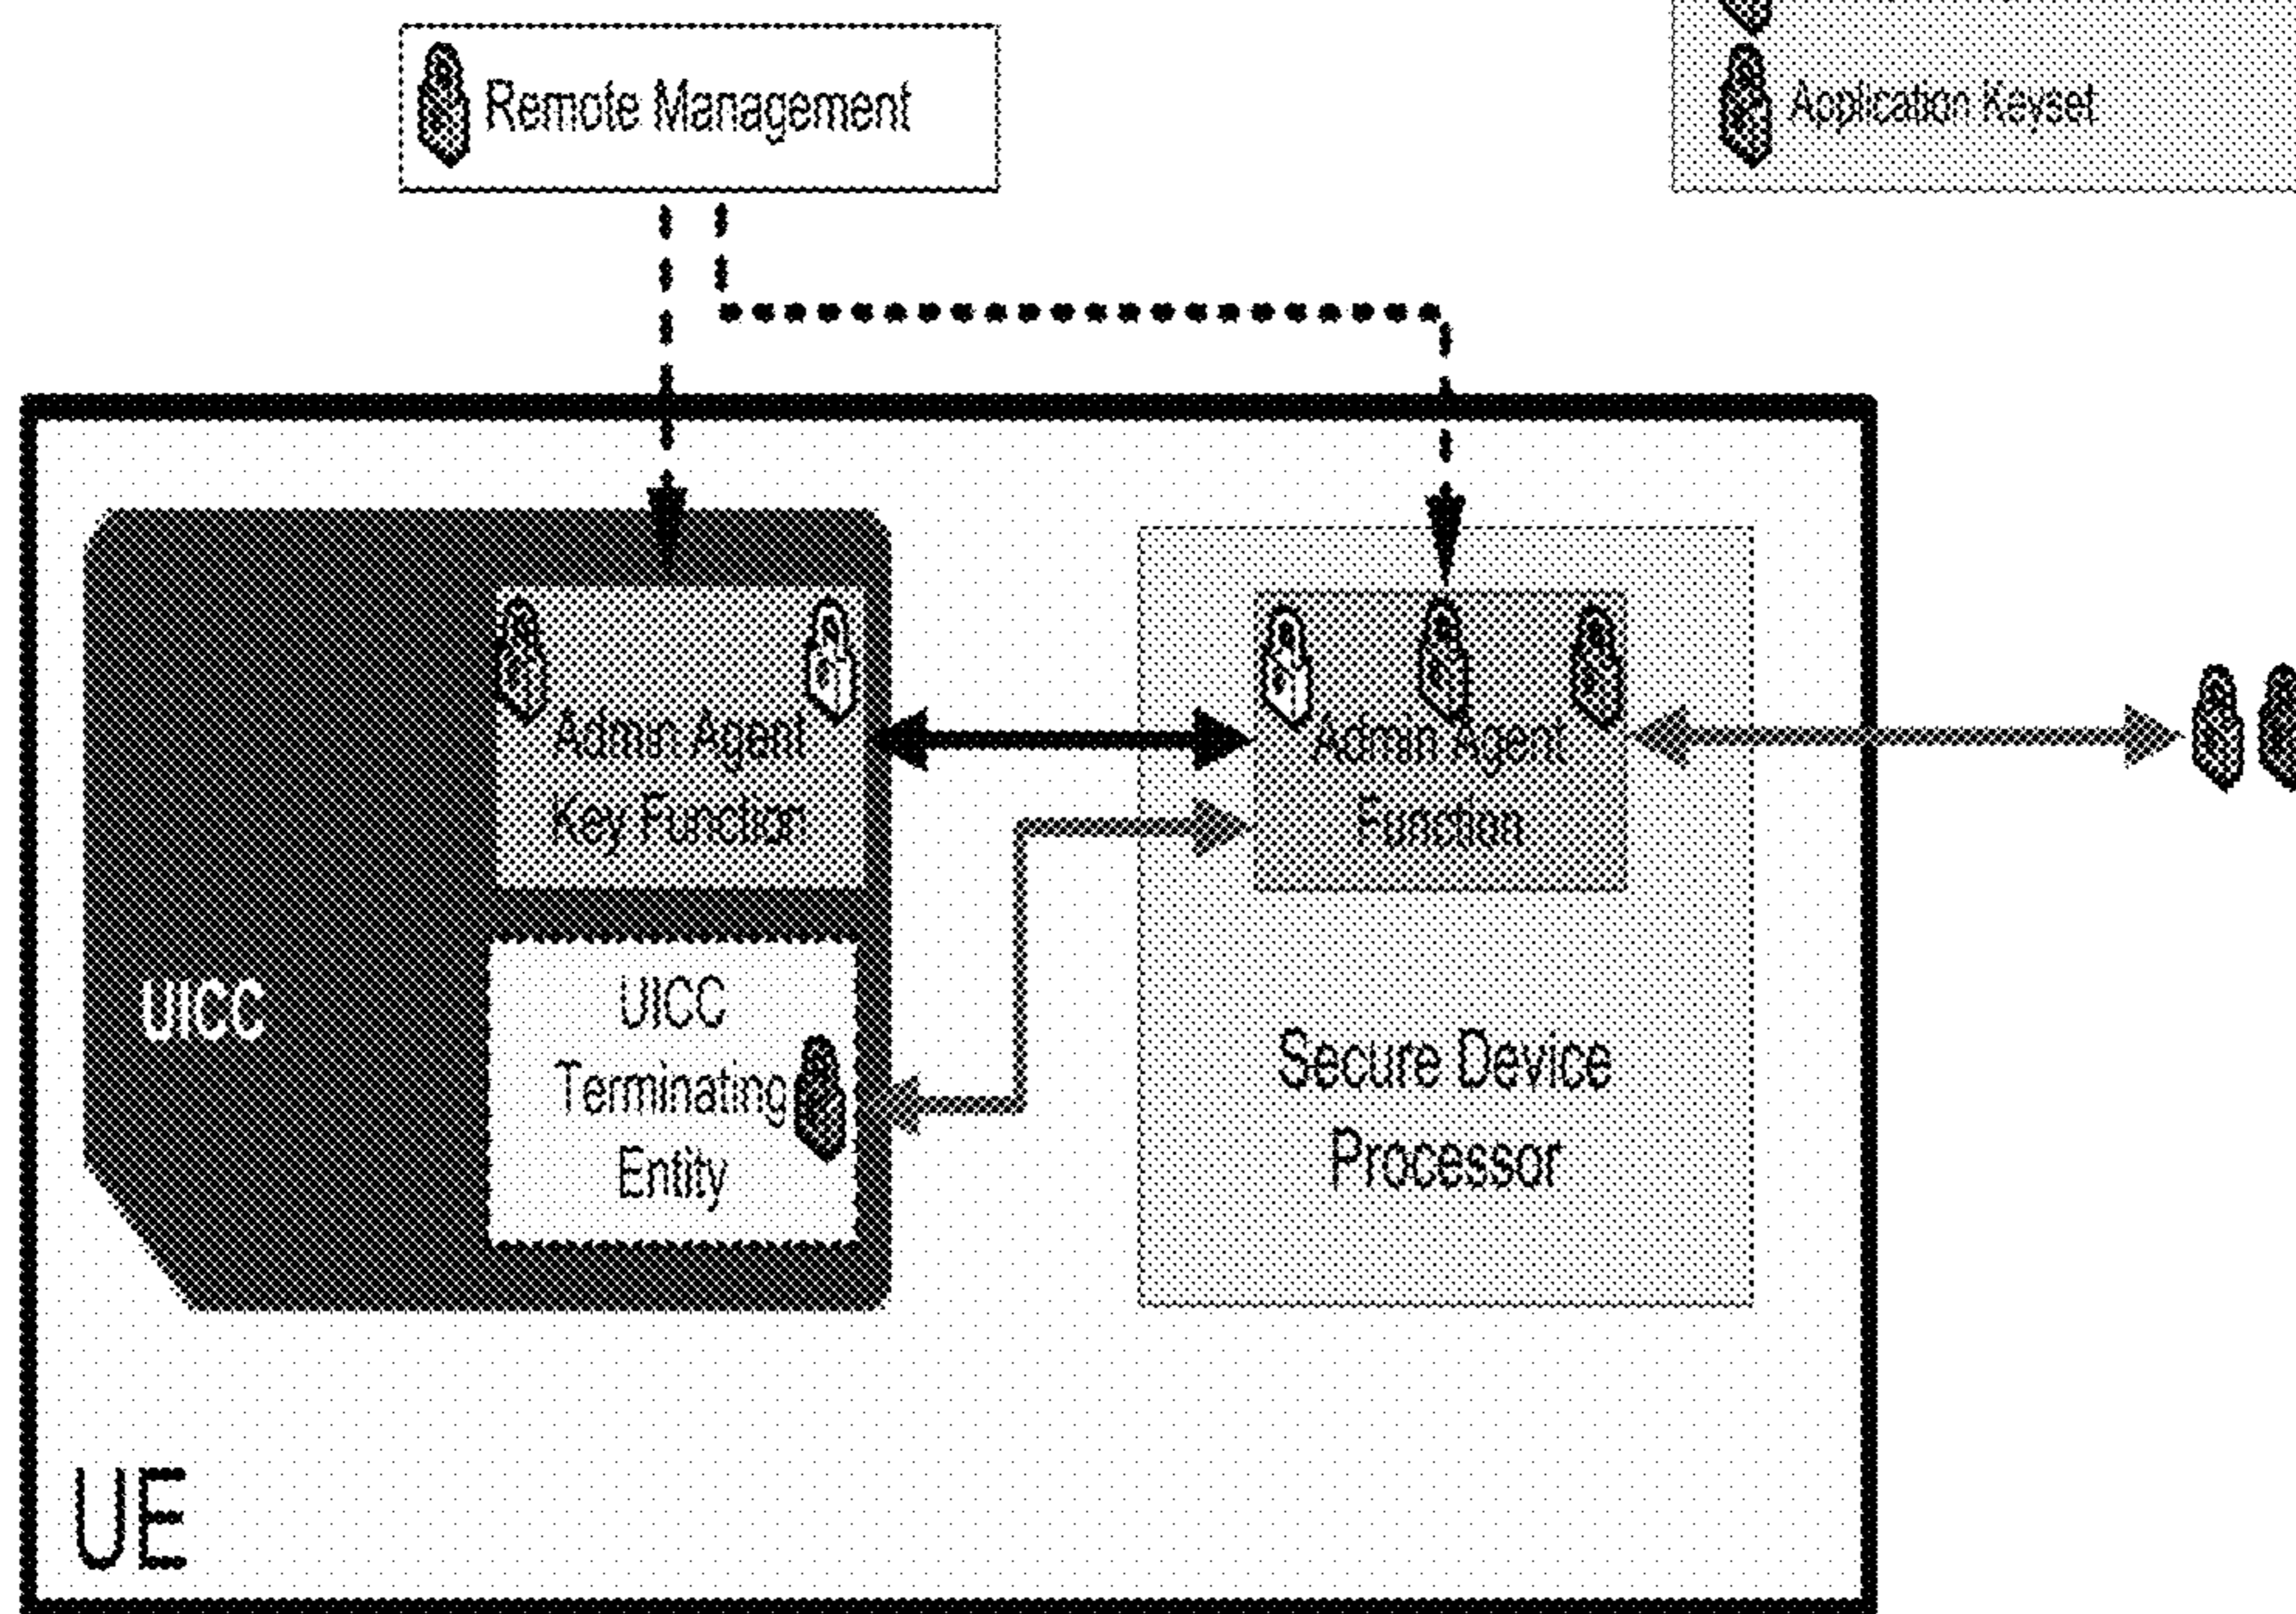 Remote Management
Application Keyset
Admin Agent
Key Function
Admin Agent
Function
UICC
UICC
Terminating
Entity
Secure Device
Processor
UE